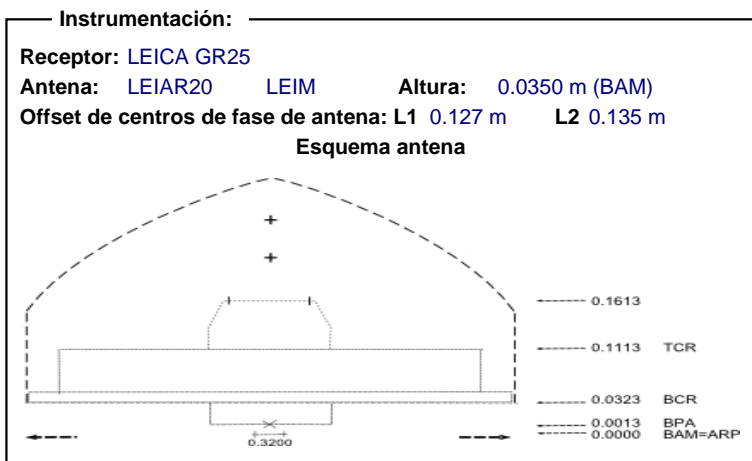 Instrumentación:
Receptor: LEICA GR25
Antena: LEIAR20 LEIM Altura: 0.0350 m (BAM)
Offset de centros de fase de antena: L1 0.127 m L2 0.135 m
Esquema antena
0.1613
0.1113 TCR
0.0323 BCR
0.0013 BPA
0.0000 BAM=ARP
0.3200